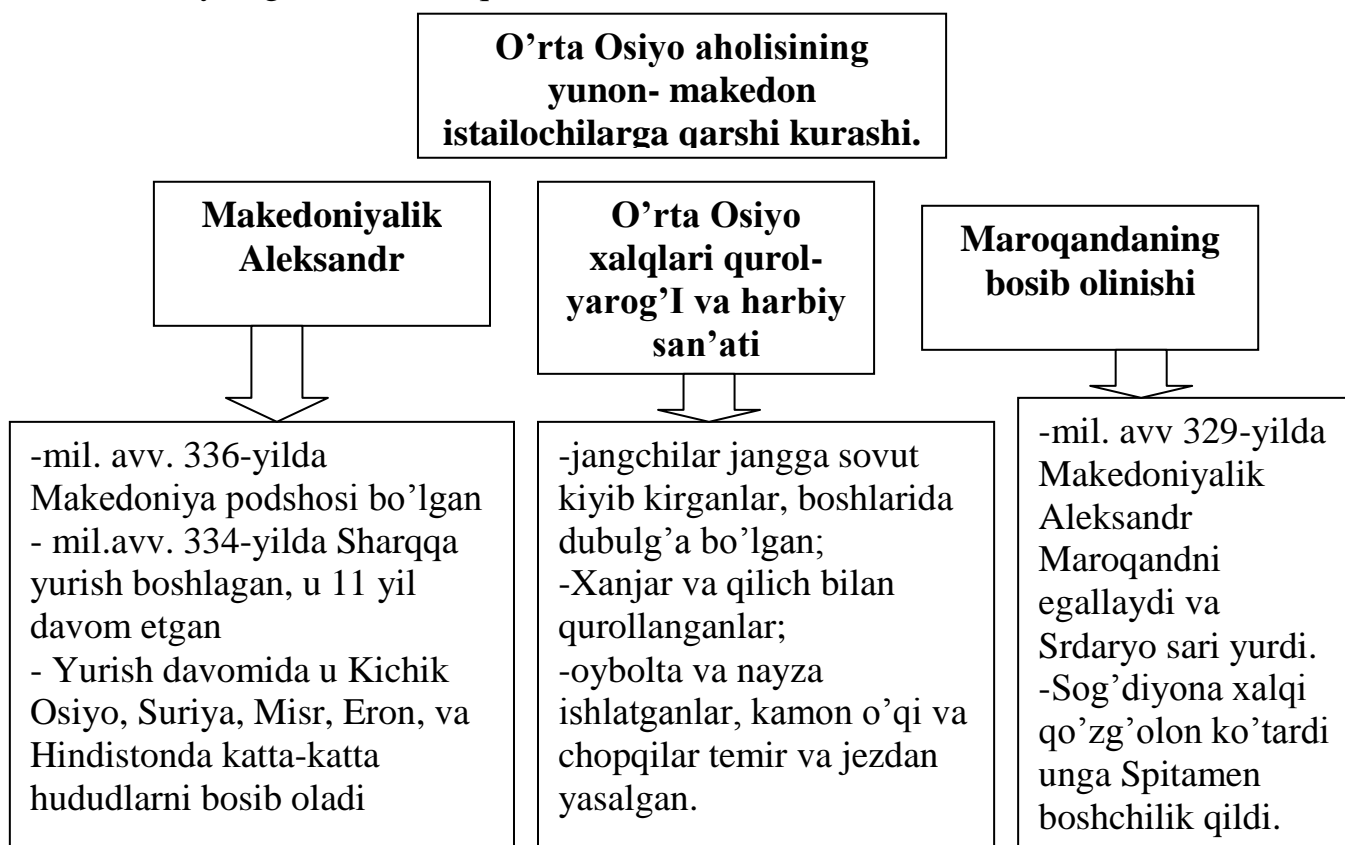 O’rta Osiyo aholisining
yunon- makedon
istailochilarga qarshi kurashi.
Makedoniyalik
Aleksandr
O’rta Osiyo
xalqlari qurol-
yarog’I va harbiy
san’ati
Maroqandaning
bosib olinishi
-mil. avv. 336-yilda
Makedoniya podshosi bo’lgan
- mil.avv. 334-yilda Sharqqa
yurish boshlagan, u 11 yil
davom etgan
- Yurish davomida u Kichik
Osiyo, Suriya, Misr, Eron, va
Hindistonda katta-katta
hududlarni bosib oladi
-jangchilar jangga sovut
kiyib kirganlar, boshlarida
dubulg’a bo’lgan;
-Xanjar va qilich bilan
qurollanganlar;
-oybolta va nayza
ishlatganlar, kamon o’qi va
chopqilar temir va jezdan
yasalgan.
-mil. avv 329-yilda
Makedoniyalik
Aleksandr
Maroqandni
egallaydi va
Srdaryo sari yurdi.
-Sog’diyona xalqi
qo’zg’olon ko’tardi
unga Spitamen
boshchilik qildi.